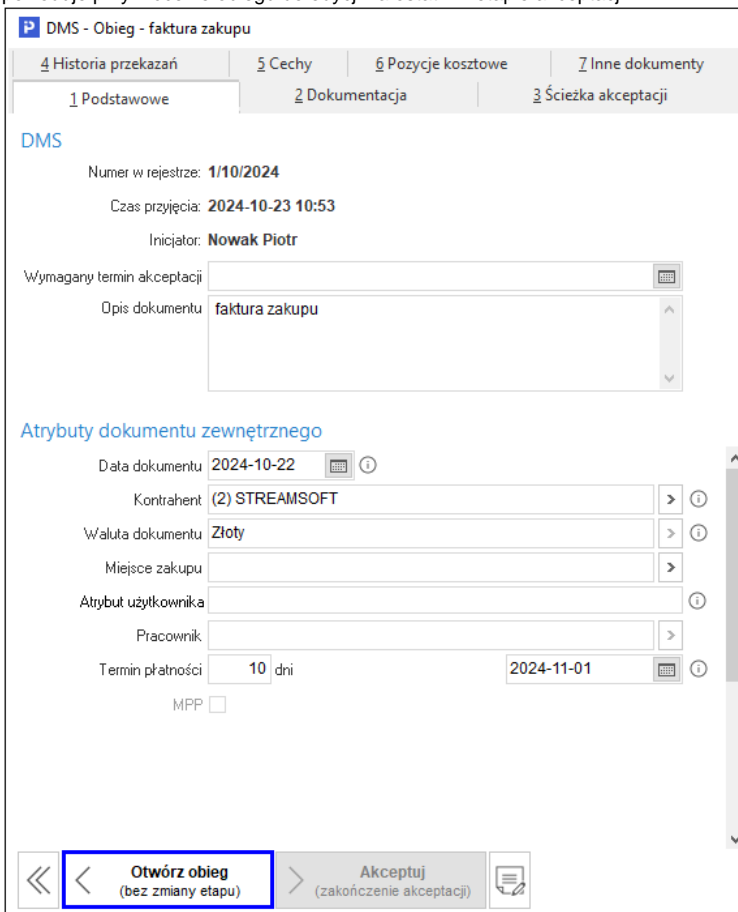 DMS - Obieg - faktura zakupu
4 Historia przekazań 5 Cechy 6 Pozycje kosztowe 7 Inne dokumenty
1 Podstawowe 2 Dokumentacja 3 Ścieżka akceptacji
DMS
Numer w rejestrze: 1/10/2024
Czas przyjęcia: 2024-10-23 10:53
Inicjator: Nowak Piotr
Wymagany termin akceptacji
Opis dokumentu faktura zakupu
Atrybuty dokumentu zewnętrznego
Data dokumentu 2024-10-22
Kontrahent (2) STREAMSOFT
Waluta dokumentu Złoty
Miejsce zakupu
Atrybut użytkownika
Pracownik
Termin płatności 10 dni 2024-11-01
MPP
Otwórz obieg Akceptuj
(bez zmiany etapu) (zakończenie akceptacji)